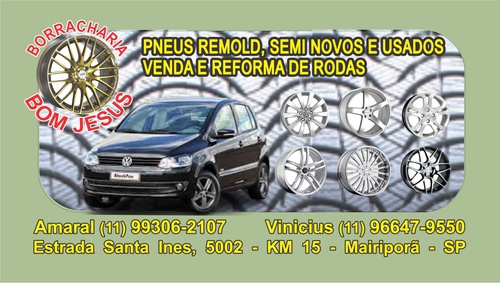 BORRACHARIA
BOM JESUS
PNEUS REMOLD, SEMI NOVOS E USADOS
VENDA E REFORMA DE RODAS
BlackFox
Amaral (11) 99306-2107 Vinicius (11) 96647-9550
Estrada Santa Ines, 5002 - KM 15 - Mairiporã - SP